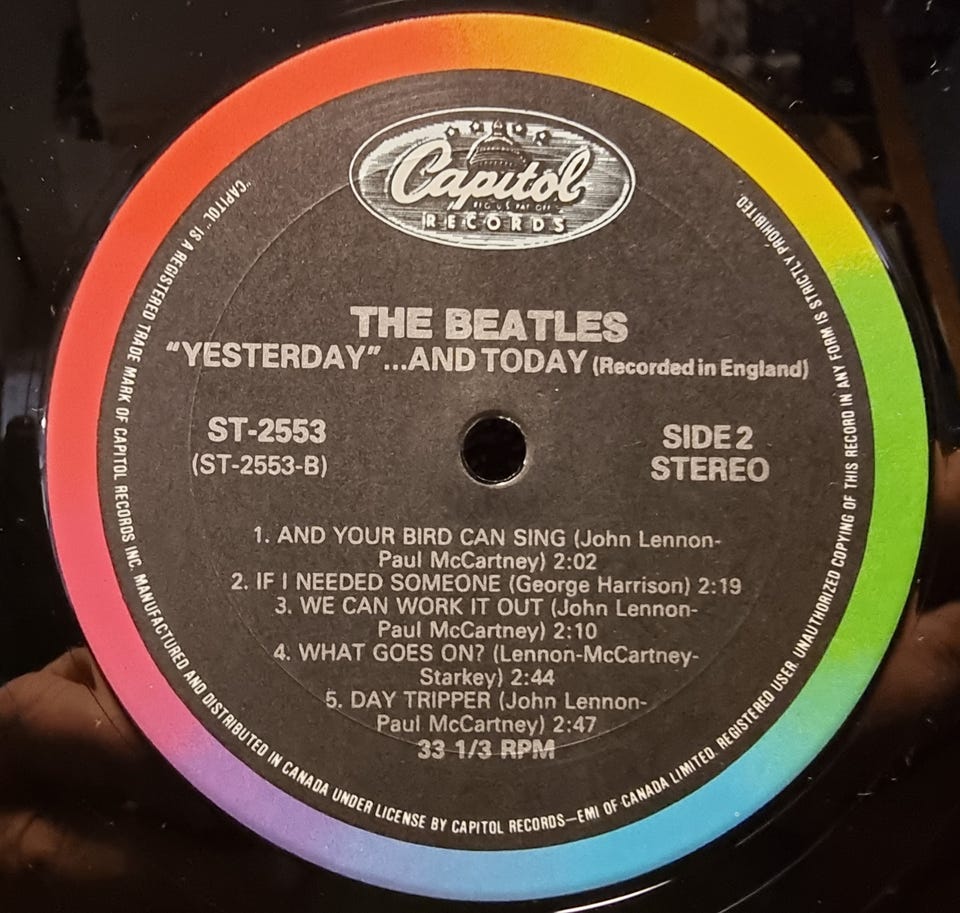 Capitol
REG. U.S. PAT. OFF.
RECORDS
THE BEATLES
"YESTERDAY"...AND TODAY (Recorded in England)
ST-2553
(ST-2553-B)
SIDE 2
STEREO
1. AND YOUR BIRD CAN SING (John Lennon-
Paul McCartney) 2:02
2. IF I NEEDED SOMEONE (George Harrison) 2:19
3. WE CAN WORK IT OUT (John Lennon-
Paul McCartney) 2:10
4. WHAT GOES ON? (Lennon-McCartney-
Starkey) 2:44
5. DAY TRIPPER (John Lennon-
Paul McCartney) 2:47
33 1/3 RPM
"CAPITOL" IS A REGISTERED TRADE MARK OF CAPITOL RECORDS INC. MANUFACTURED AND DISTRIBUTED IN CANADA UNDER LICENSE BY CAPITOL RECORDS—EMI OF CANADA LIMITED. REGISTERED USER. UNAUTHORIZED COPYING OF THIS RECORD IN ANY FORM IS STRICTLY PROHIBITED.